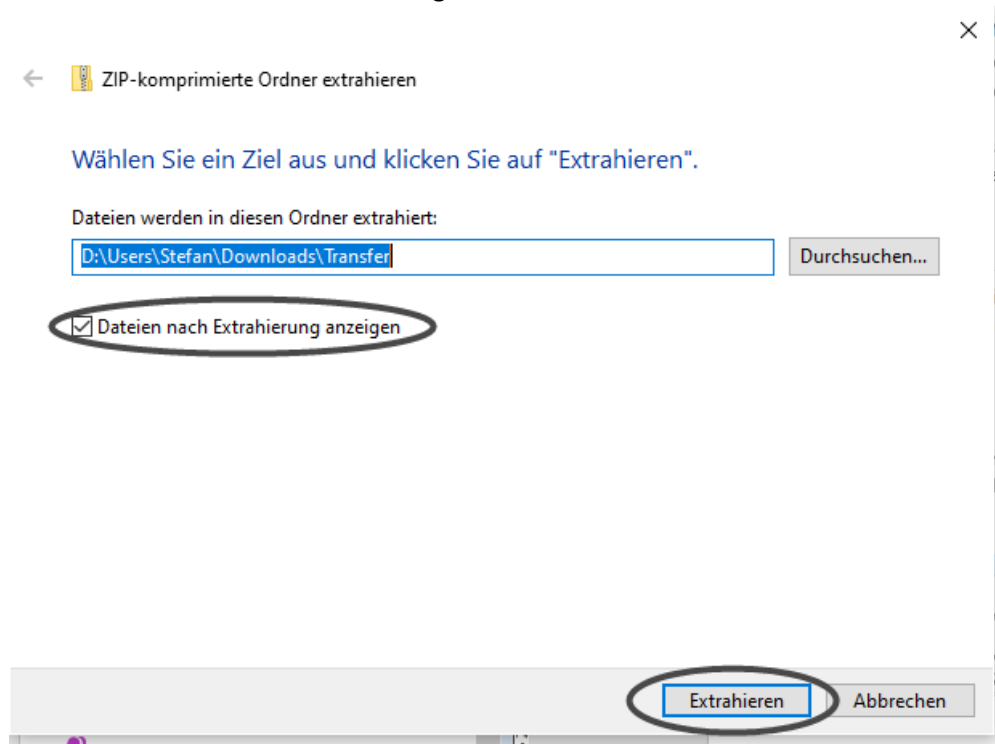 ZIP-komprimierte Ordner extrahieren
Wählen Sie ein Ziel aus und klicken Sie auf "Extrahieren".
Dateien werden in diesen Ordner extrahiert:
D:\Users\Stefan\Downloads\Transfer
Durchsuchen...
Dateien nach Extrahierung anzeigen
Extrahieren
Abbrechen